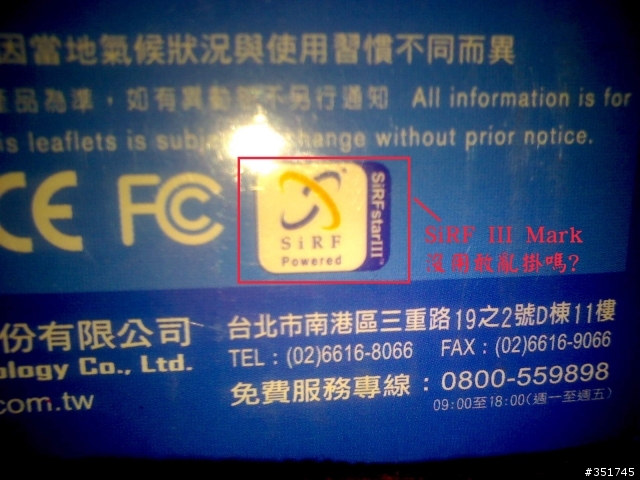 因當地氣候狀況與使用習慣不同而異
產品為準，如有異動 不另行通知 All information is for
is leaflets is subj change without prior notice.
CE FC
SiRF
Powered
SiRFstarIII™
SiRF III Mark
沒用敢亂掛嗎?
份有限公司
ology Co., Ltd.
com.tw
台北市南港區三重路19之2號D棟11樓
TEL：(02)6616-8066 FAX：(02)6616-9066
免費服務專線：0800-559898
09:00至18:00(週一至週五)
#351745